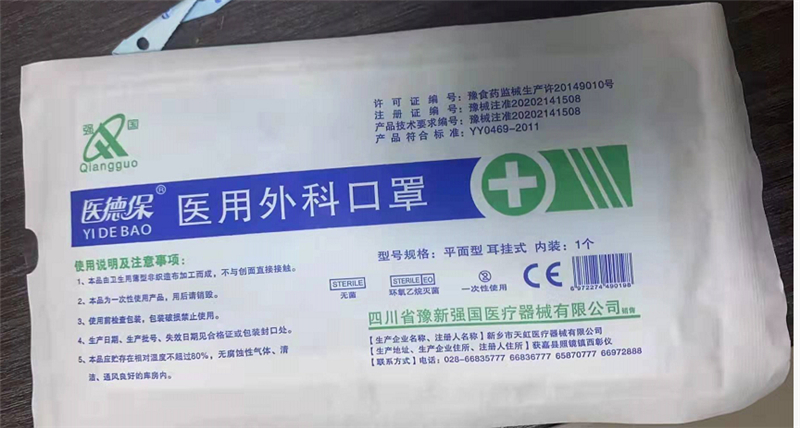 强 国
Qiangguo
许可证编号：豫食药监械生产许20149010号
注册证编号：豫械注准20202141508
产品技术要求编号：豫械注准20202141508
产品符合标准：YY0469-2011
医德保®
YI DE BAO
医用外科口罩
使用说明及注意事项：
1、本品由卫生用薄型非织造布加工而成，不与创面直接接触。
2、本品为一次性使用产品，用后请销毁。
3、使用前检查包装，包装破损禁止使用。
4、生产日期、生产批号、失效日期见合格证或包装封口处。
5、本品应贮存在相对湿度不超过80%，无腐蚀性气体、清
洁、通风良好的库房内。
型号规格：平面型 耳挂式 内装：1个
STERILE
无菌
STERILE EO
环氧乙烷灭菌
2
一次性使用
CE
6 972274 490198
四川省豫新强国医疗器械有限公司 销售
【生产企业名称、注册人名称】新乡市天虹医疗器械有限公司
【生产地址、生产企业住所、注册人住所】获嘉县照镜镇西彰仪
【联系方式】电话：028-66835777 66836777 65870777 66972888